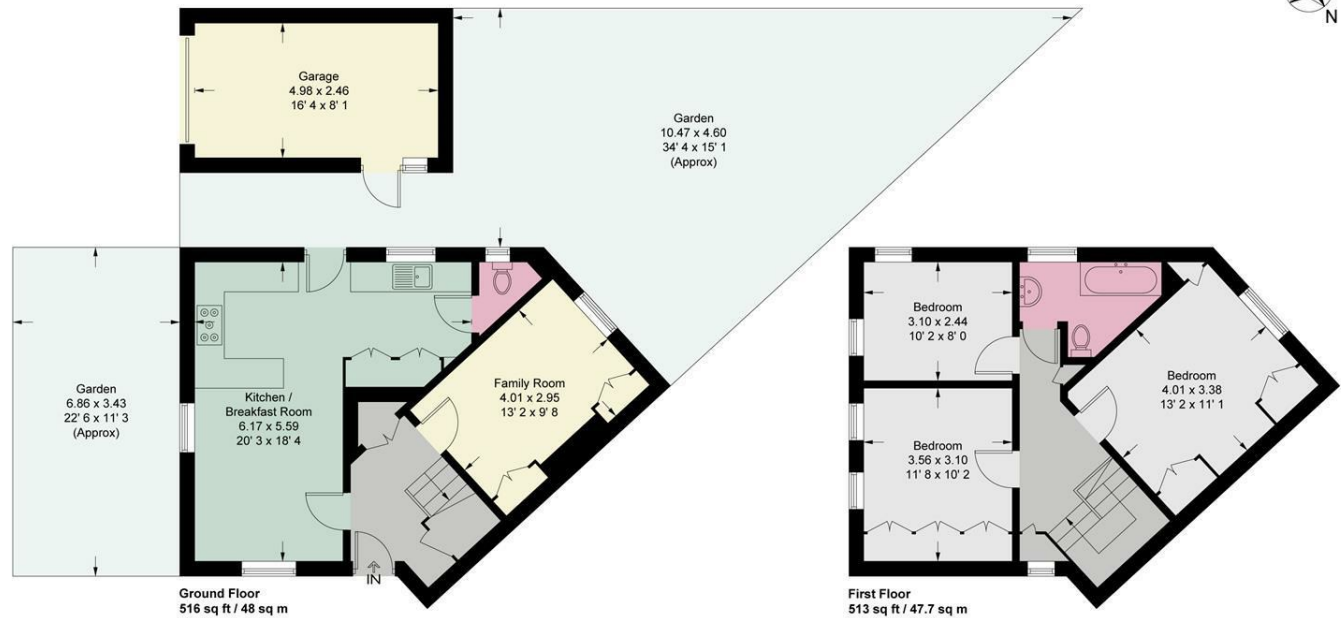 N
Garage
4.98 x 2.46
16' 4 x 8' 1
Garden
10.47 x 4.60
34' 4 x 15' 1
(Approx)
Garden
6.86 x 3.43
22' 6 x 11' 3
(Approx)
Kitchen /
Breakfast Room
6.17 x 5.59
20' 3 x 18' 4
Family Room
4.01 x 2.95
13' 2 x 9' 8
IN
Ground Floor
516 sq ft / 48 sq m
Bedroom
3.10 x 2.44
10' 2 x 8' 0
Bedroom
4.01 x 3.38
13' 2 x 11' 1
Bedroom
3.56 x 3.10
11' 8 x 10' 2
First Floor
513 sq ft / 47.7 sq m